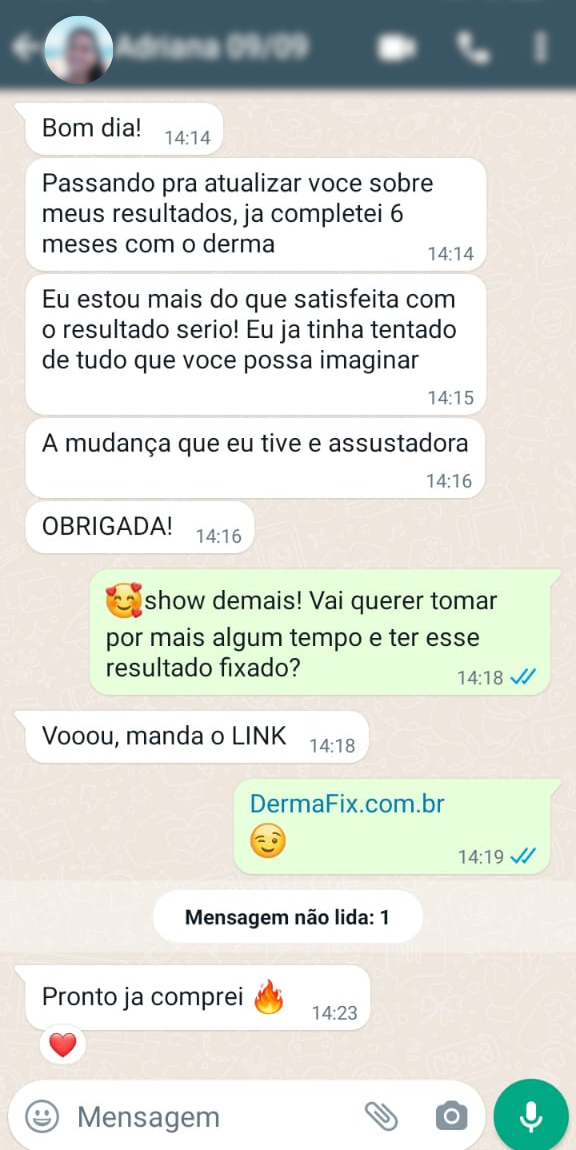 Adriana 09/09
Bom dia! 14:14
Passando pra atualizar voce sobre
meus resultados, ja completei 6
meses com o derma 14:14
Eu estou mais do que satisfeita com
o resultado serio! Eu ja tinha tentado
de tudo que voce possa imaginar
14:15
A mudança que eu tive e assustadora
14:16
OBRIGADA! 14:16
🥰show demais! Vai querer tomar
por mais algum tempo e ter esse
resultado fixado? 14:18
Vooou, manda o LINK 14:18
DermaFix.com.br
😉 14:19
Mensagem não lida: 1
Pronto ja comprei 🔥 14:23
❤️
Mensagem